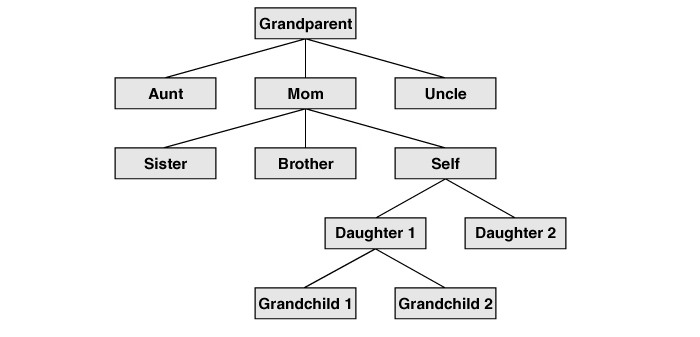 Grandparent
Aunt
Mom
Uncle
Sister
Brother
Self
Daughter 1
Daughter 2
Grandchild 1
Grandchild 2